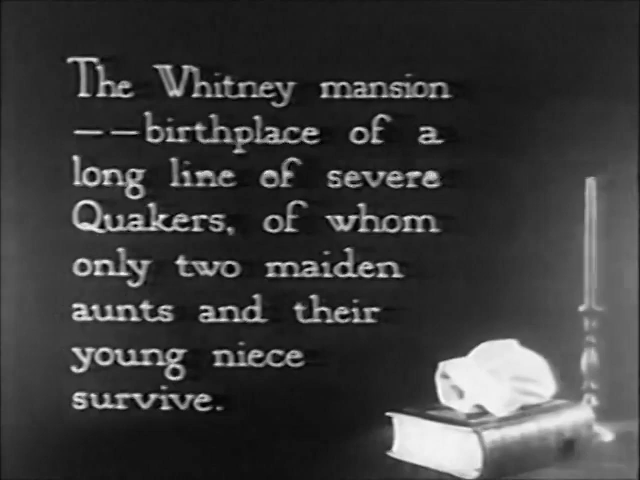 The Whitney mansion
——birthplace of a
long line of severe
Quakers, of whom
only two maiden
aunts and their
young niece
survive.